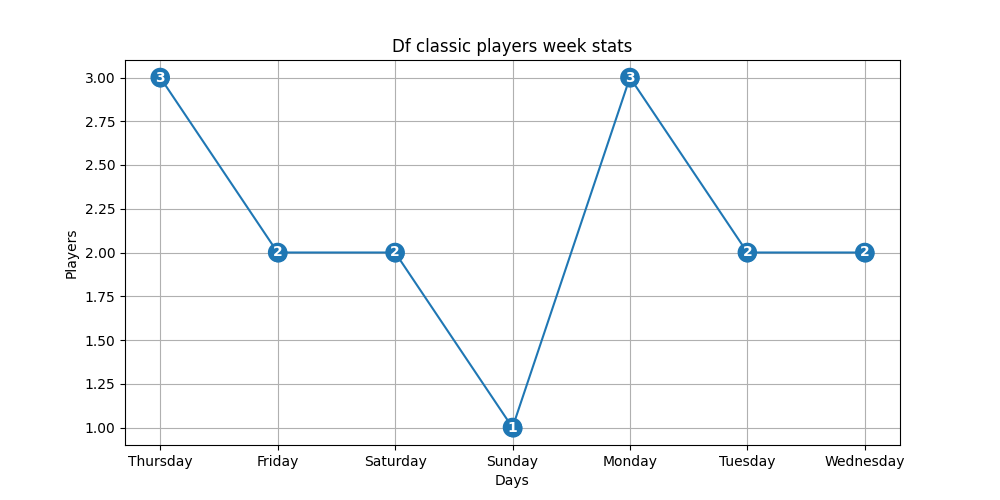 Df classic players week stats
3.00
2.75
2.50
2.25
2.00
1.75
1.50
1.25
1.00
Players
3
2
2
1
3
2
2
Thursday
Friday
Saturday
Sunday
Monday
Tuesday
Wednesday
Days